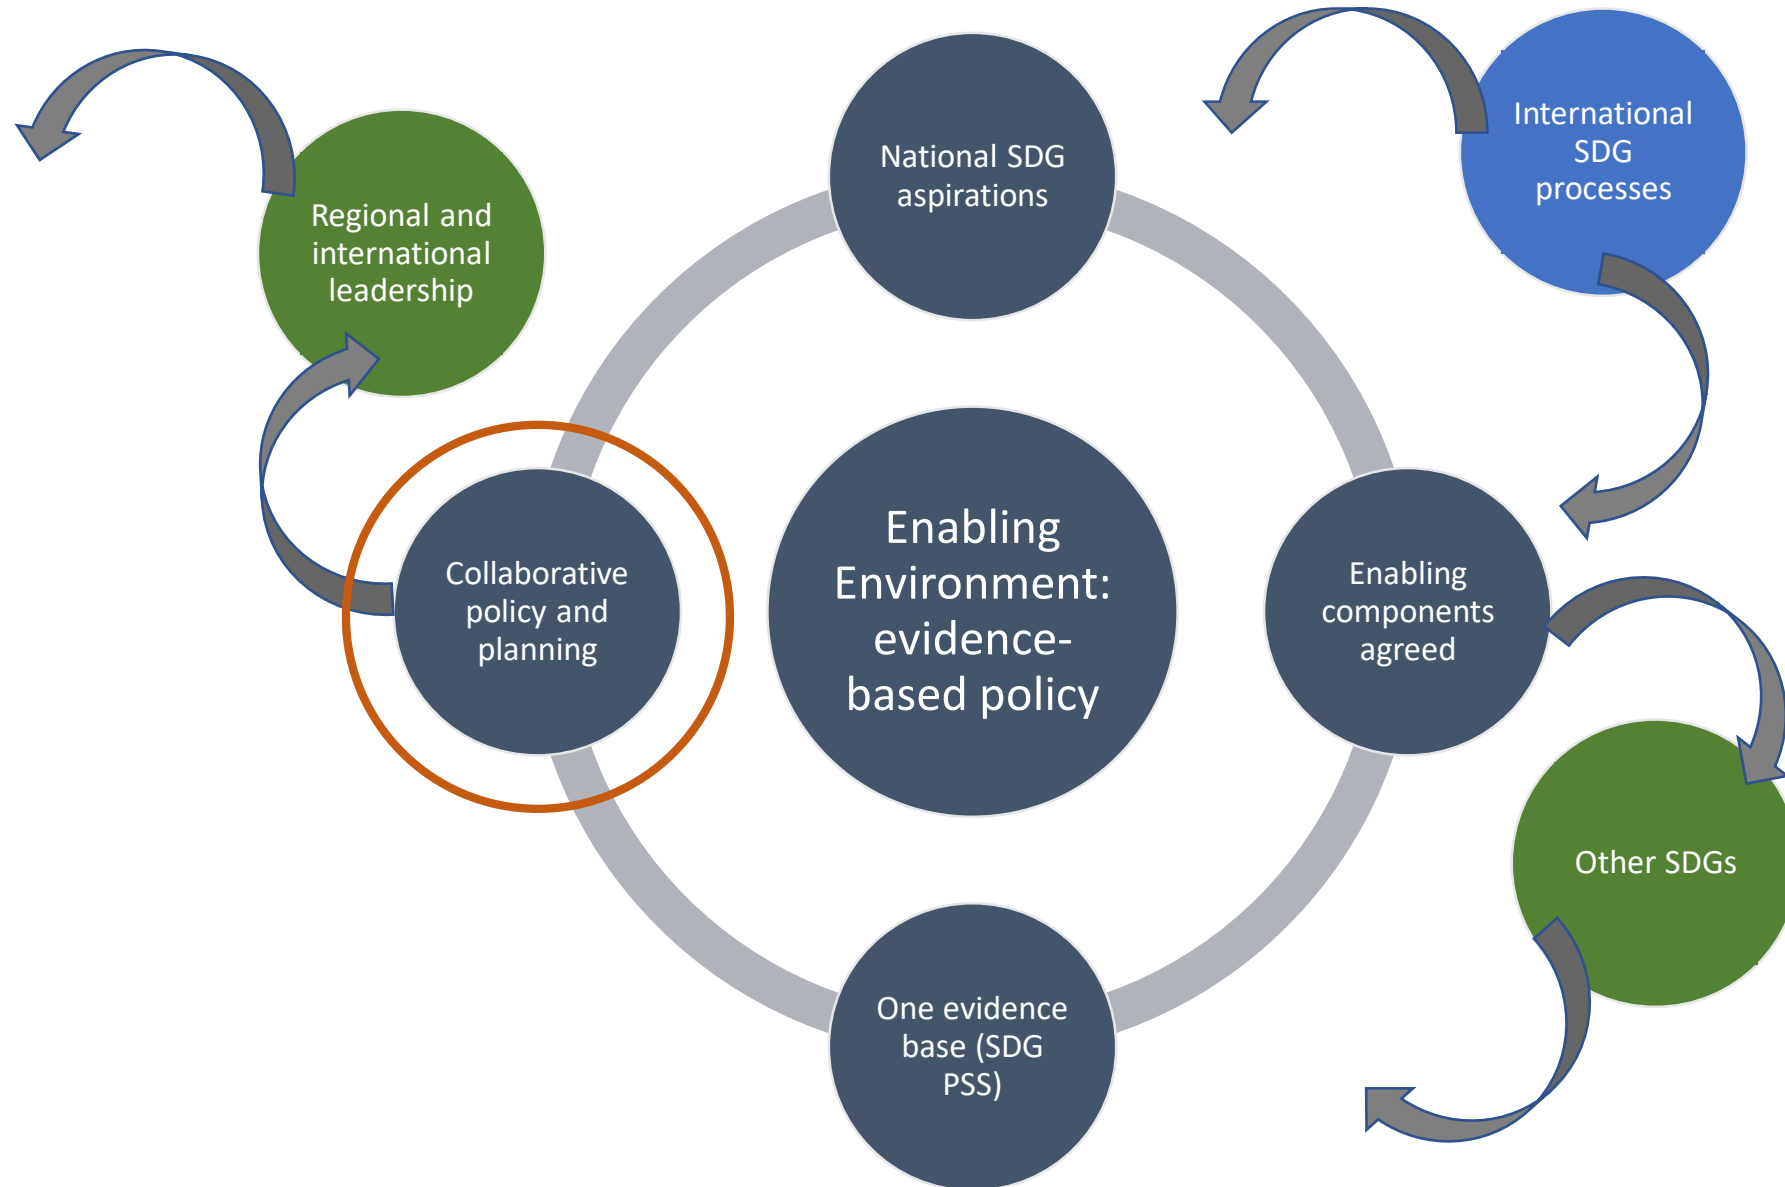 National SDG
aspirations
International
SDG
processes
Regional and
international
leadership
Enabling
Environment:
evidence-
based policy
Collaborative
policy and
planning
Enabling
components
agreed
Other SDGs
One evidence
base (SDG
PSS)